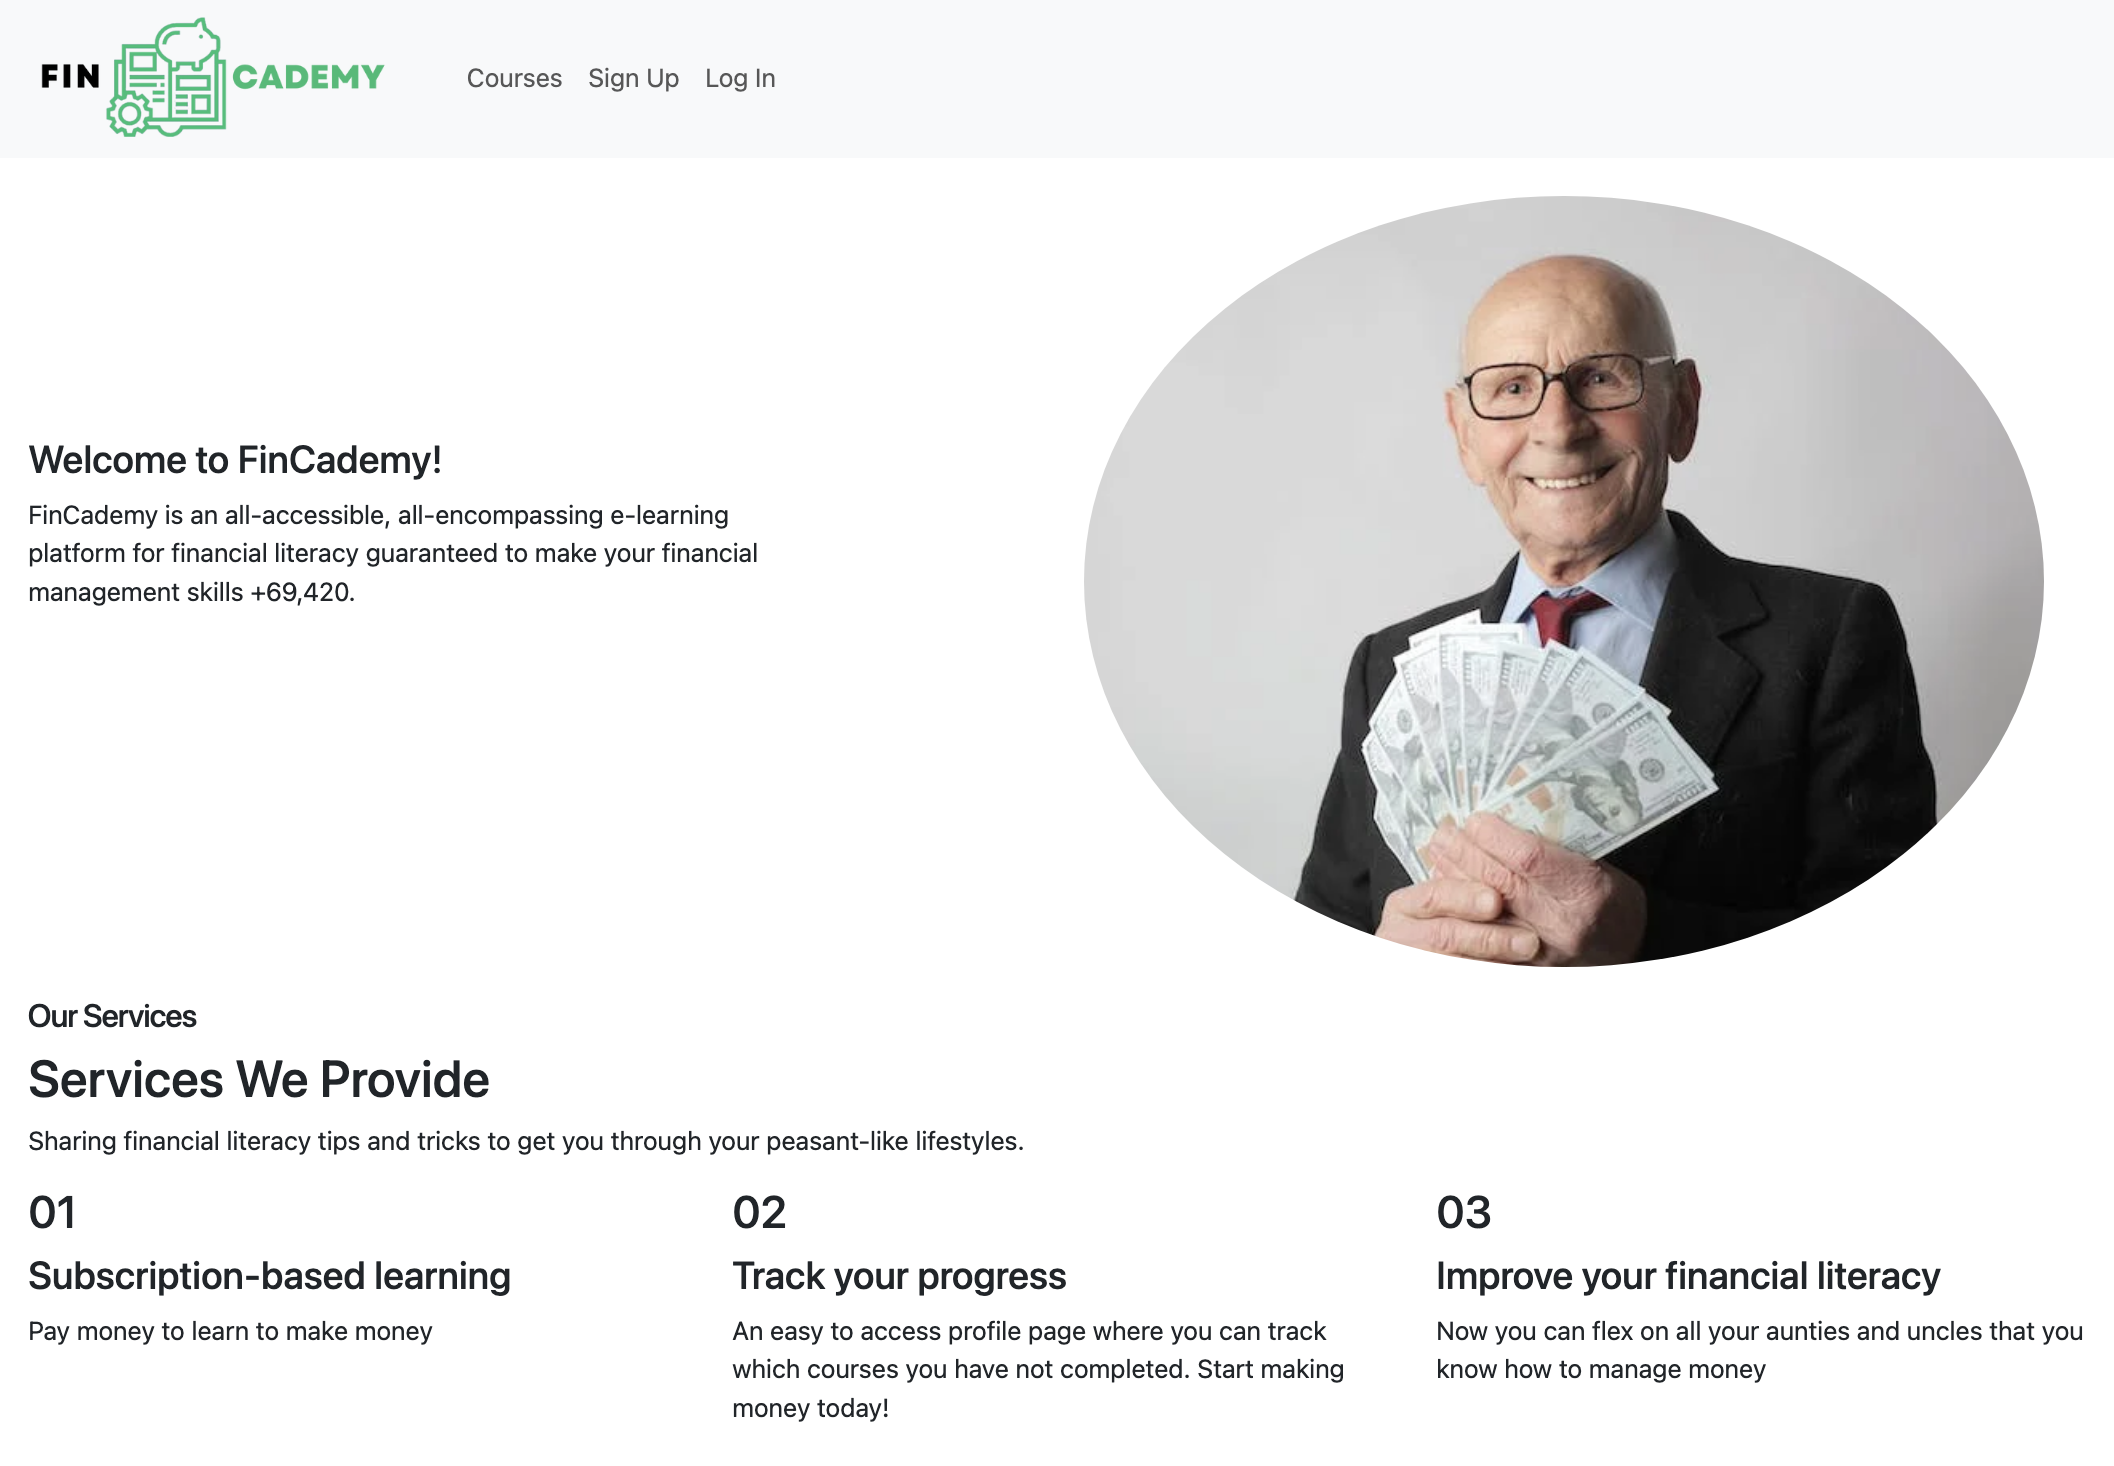 FIN CADEMY
Courses Sign Up Log In
Welcome to FinCademy!
FinCademy is an all-accessible, all-encompassing e-learning
platform for financial literacy guaranteed to make your financial
management skills +69,420.
Our Services
Services We Provide
Sharing financial literacy tips and tricks to get you through your peasant-like lifestyles.
01
Subscription-based learning
Pay money to learn to make money
02
Track your progress
An easy to access profile page where you can track
which courses you have not completed. Start making
money today!
03
Improve your financial literacy
Now you can flex on all your aunties and uncles that you
know how to manage money